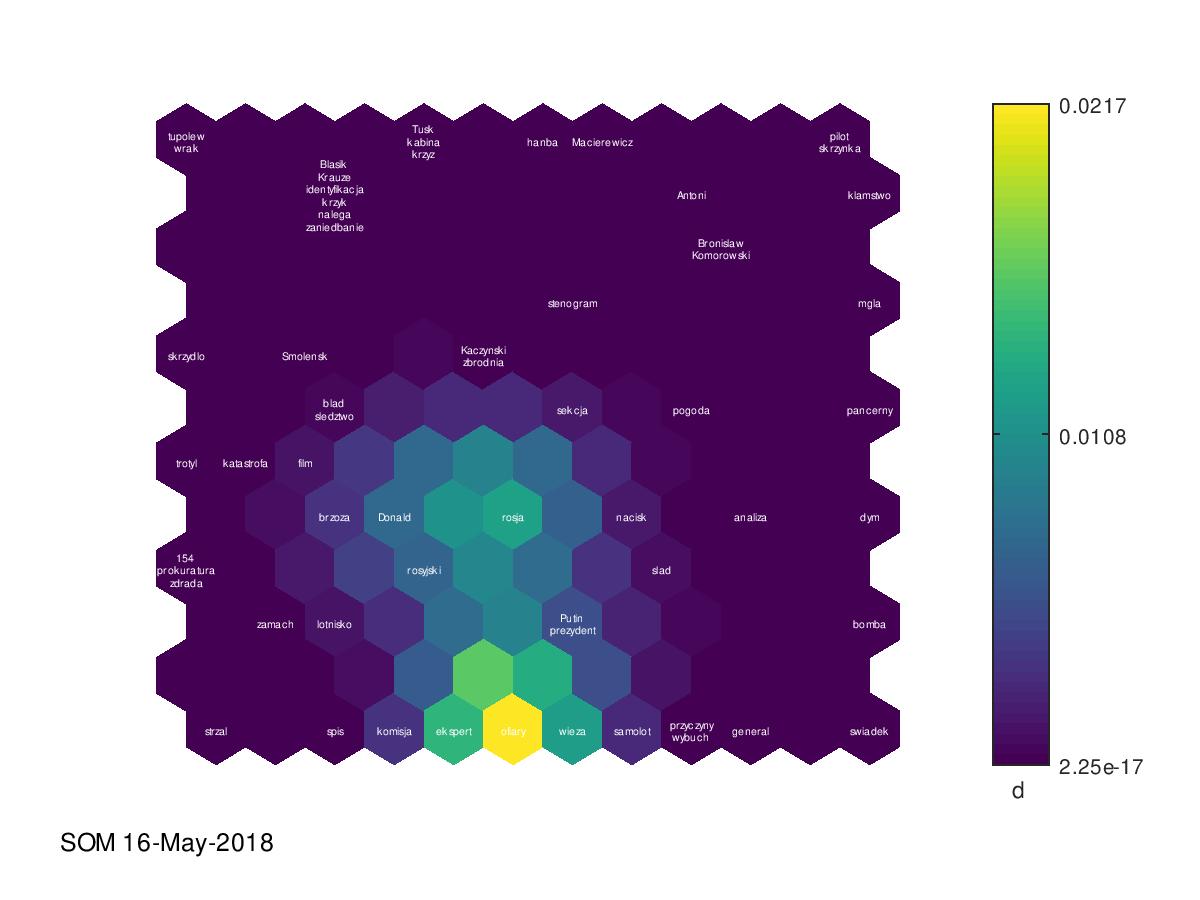 tupolew
wrak
Tusk
kabina
krzyz
hanba
Macierewicz
pilot
skrzynka
Blasik
Krauze
identyfikacja
krzyk
nalega
zaniedbanie
Antoni
klamstwo
Bronislaw
Komorowski
stenogram
mgla
skrzydlo
Smolensk
Kaczynski
zbrodnia
blad
sledztwo
sekcja
pogoda
pancerny
trotyl
katastrofa
film
brzoza
Donald
rosja
nacisk
analiza
dym
154
prokuratura
zdrada
rosyjski
slad
zamach
lotnisko
Putin
prezydent
bomba
strzal
spis
komisja
ekspert
ofiary
wieza
samolot
przyczyny
wybuch
general
swiadek
0.0217
0.0108
2.25e-17
d
SOM 16-May-2018